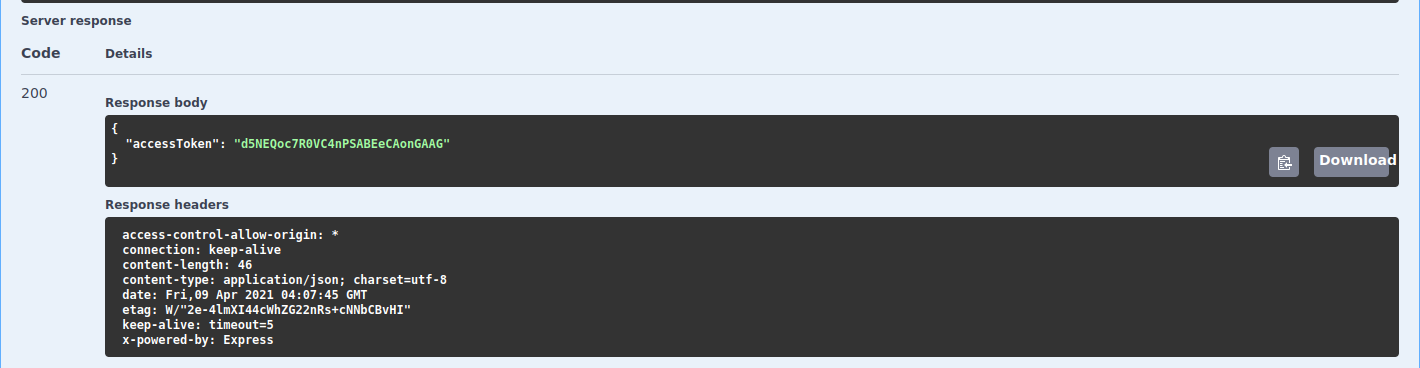 Server response
Code Details
200
Response body
{
"accessToken": "d5NEQoc7R0VC4nPSABEeCAonGAAG"
}
Download
Response headers
access-control-allow-origin: *
connection: keep-alive
content-length: 46
content-type: application/json; charset=utf-8
date: Fri,09 Apr 2021 04:07:45 GMT
etag: W/"2e-4lmXI44cWhZG22nRs+cNNbCBvHI"
keep-alive: timeout=5
x-powered-by: Express